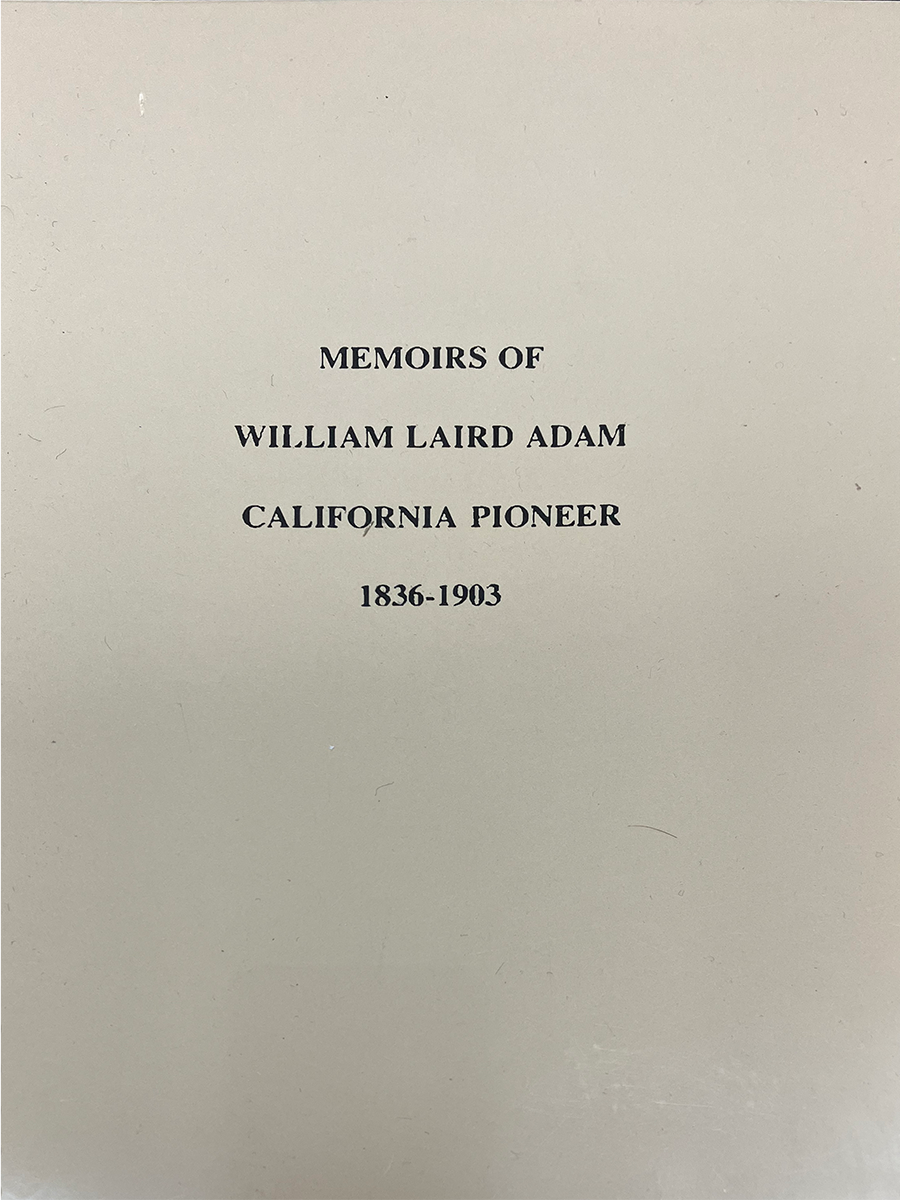 MEMOIRS OF
WILLIAM LAIRD ADAM
CALIFORNIA PIONEER
1836-1903